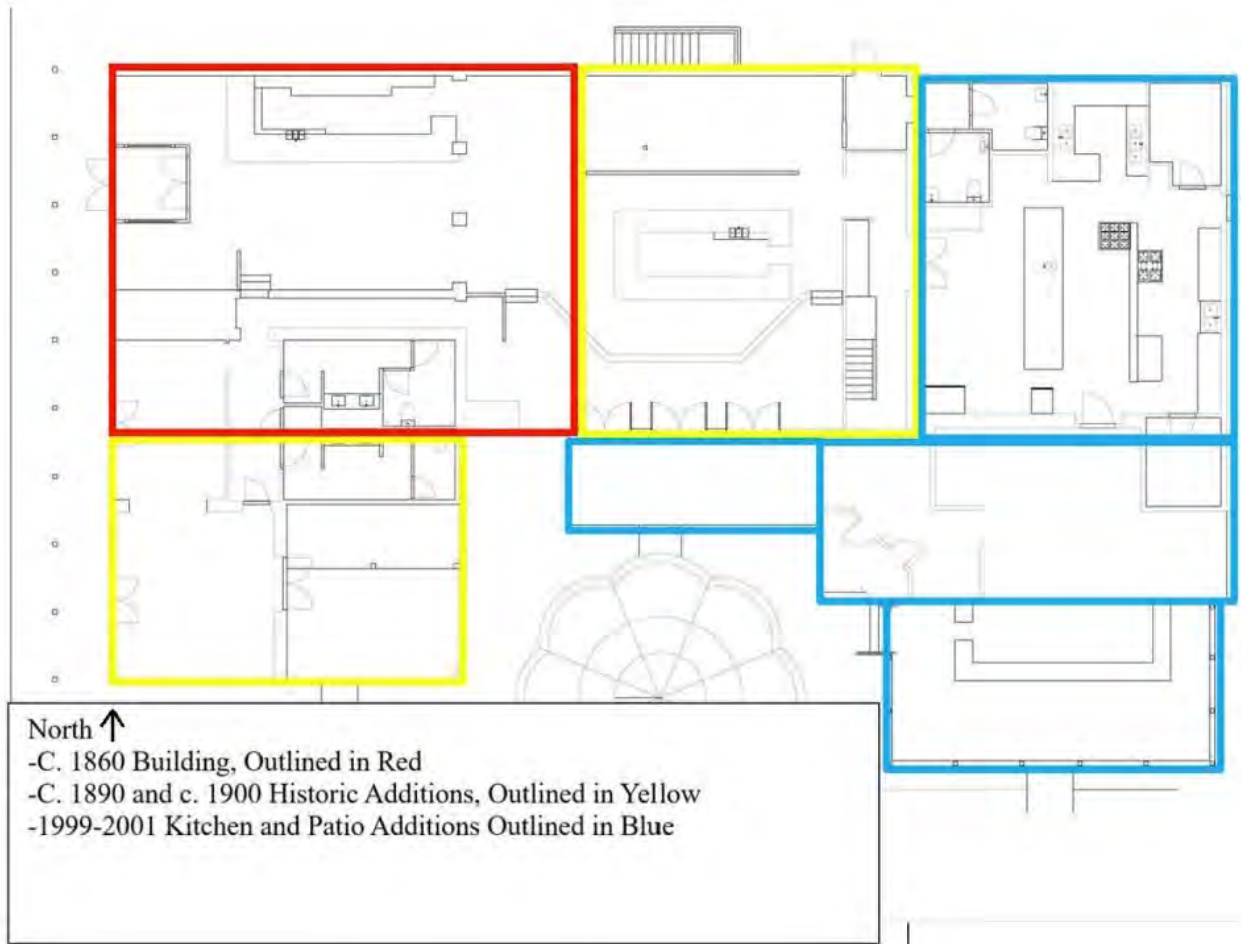 North ↑
-C. 1860 Building, Outlined in Red
-C. 1890 and c. 1900 Historic Additions, Outlined in Yellow
-1999-2001 Kitchen and Patio Additions Outlined in Blue